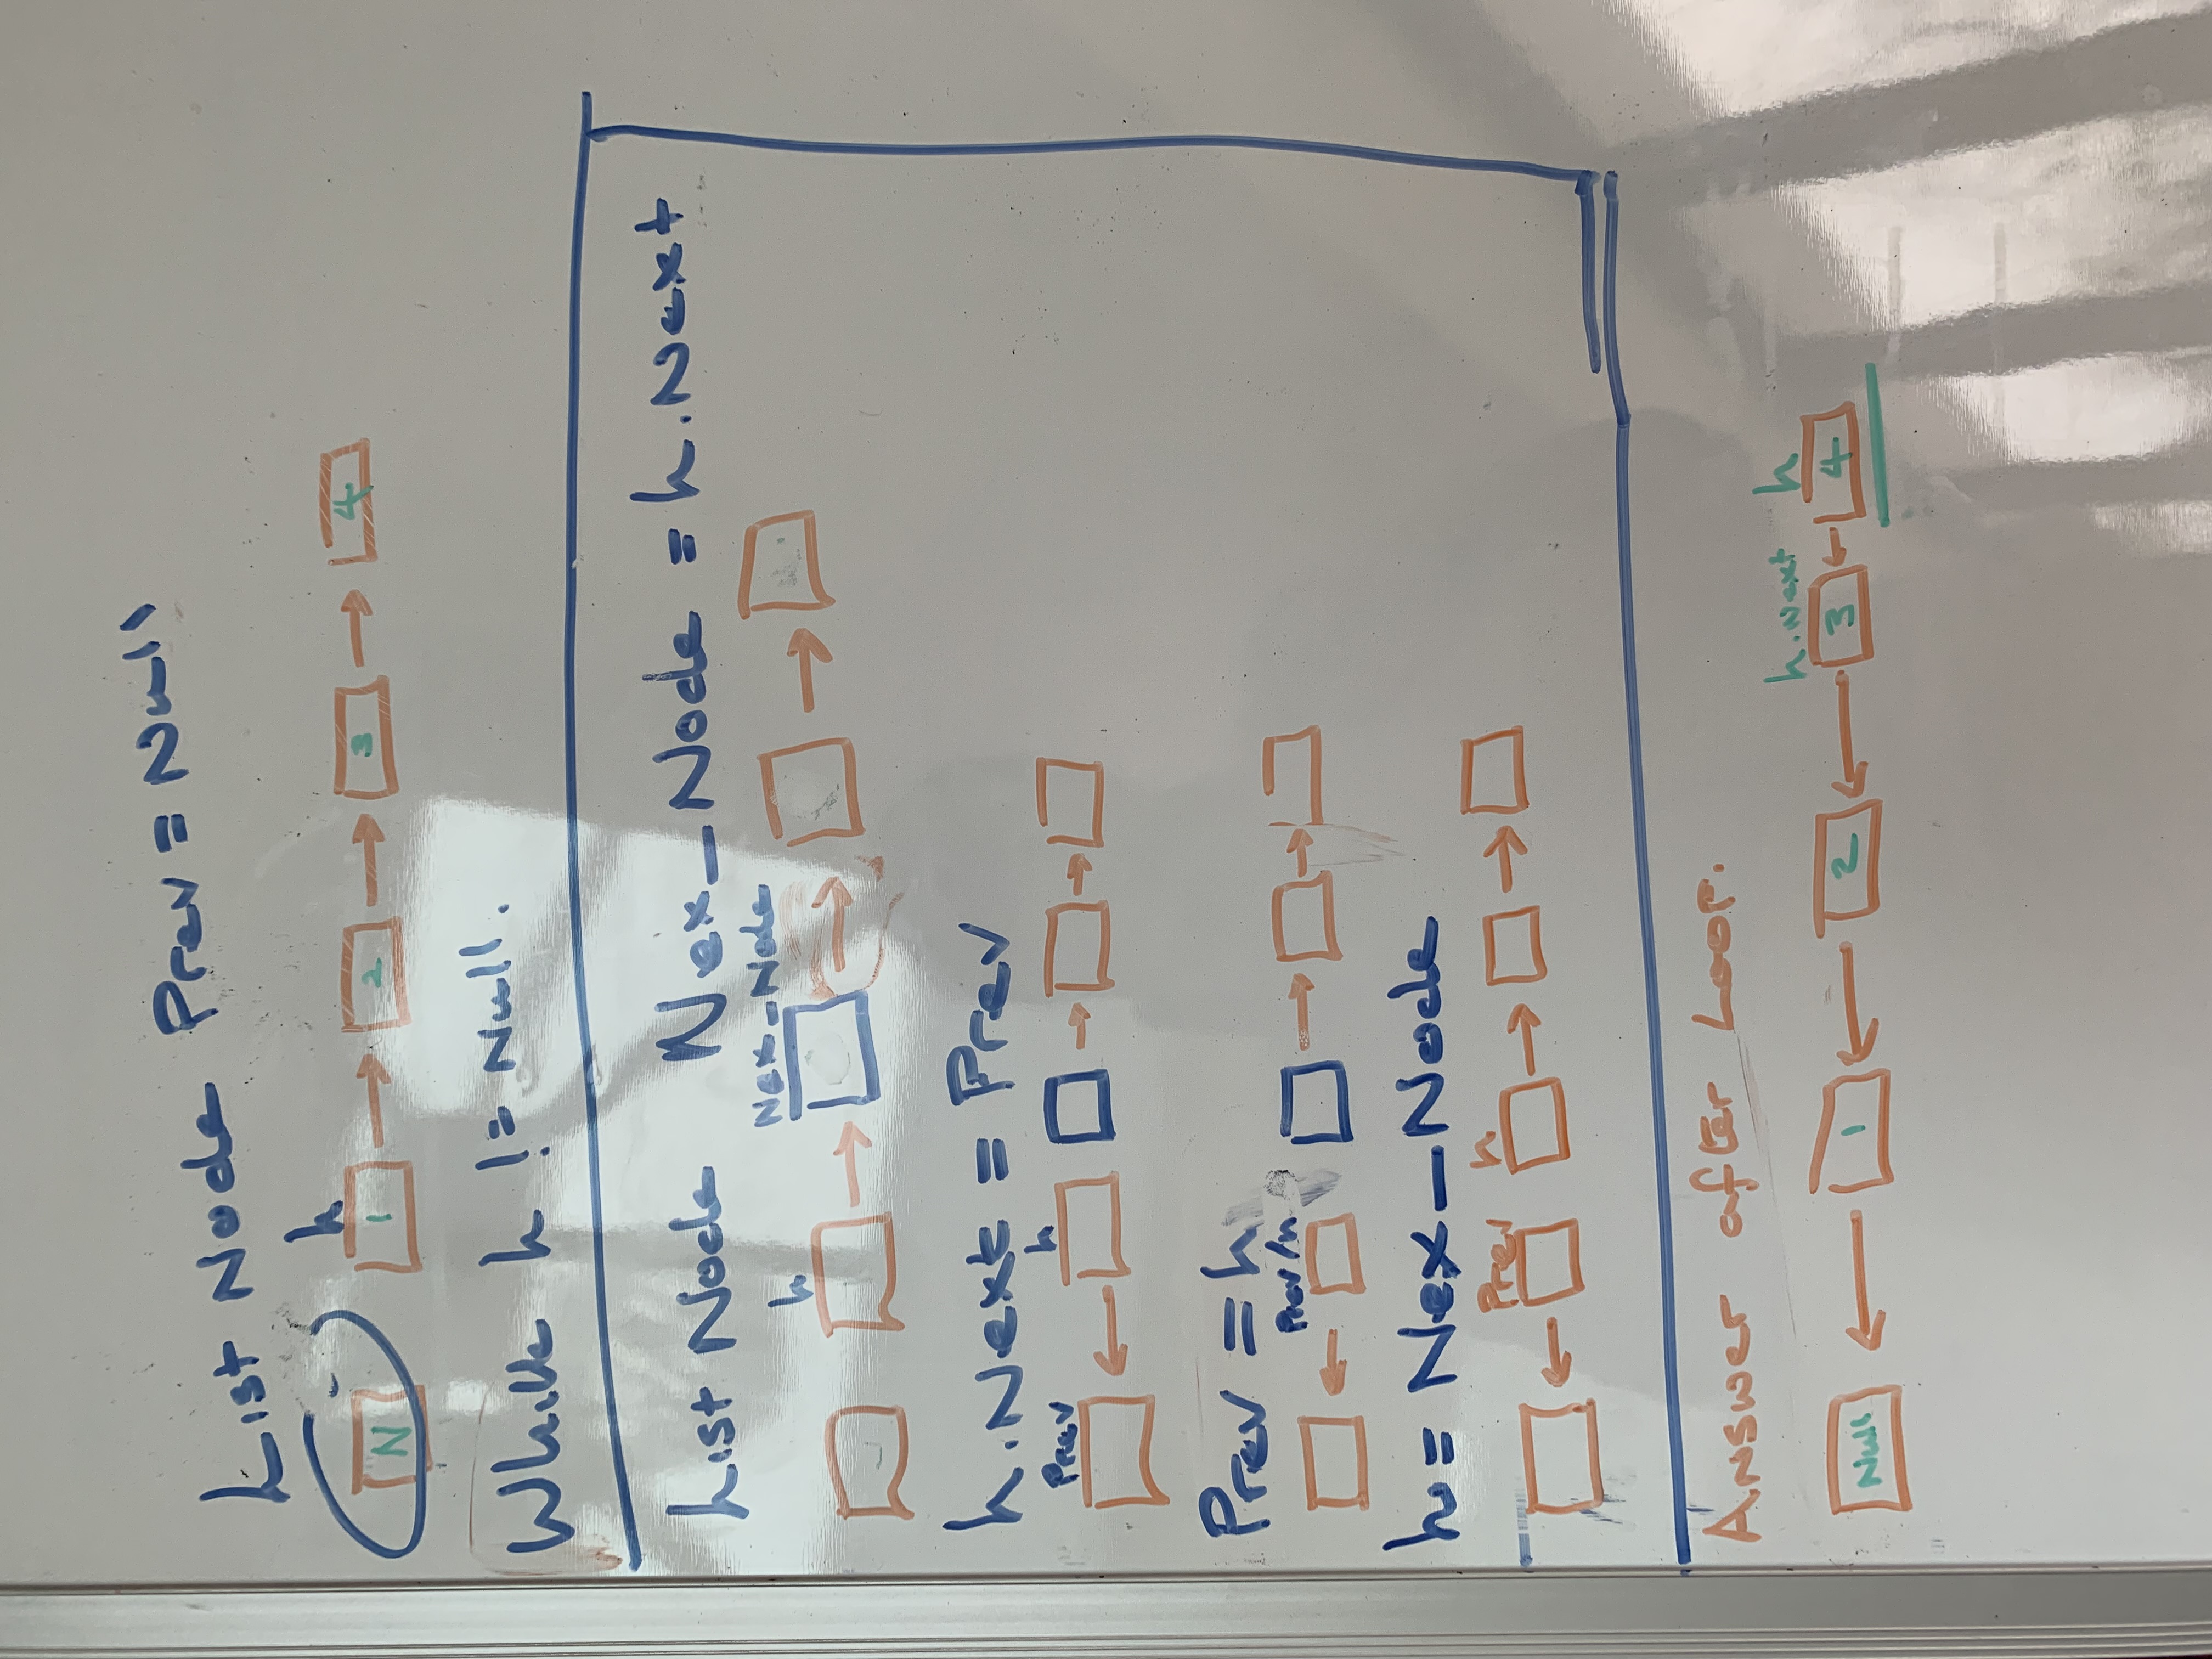 List Node Prev = Null
h
N 1 2 3 4
While h != Null.
List Node Nex_Node = h.Next
h Nex_Node
h.Next = Prev
Prev h
Prev = h
Prev/h
h = Nex_Node
Prev h
Answer after Loop.
h.Next h
Null 1 2 3 4